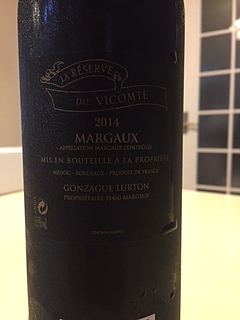 LA RÉSERVE
DU VICOMTE
2014
MARGAUX
APPELLATION MARGAUX CONTRÔLÉE
MIS EN BOUTEILLE A LA PROPRIÉTÉ
MÉDOC - BORDEAUX - PRODUIT DE FRANCE
GONZAGUE LURTON
PROPRIÉTAIRE 33460 MARGAUX